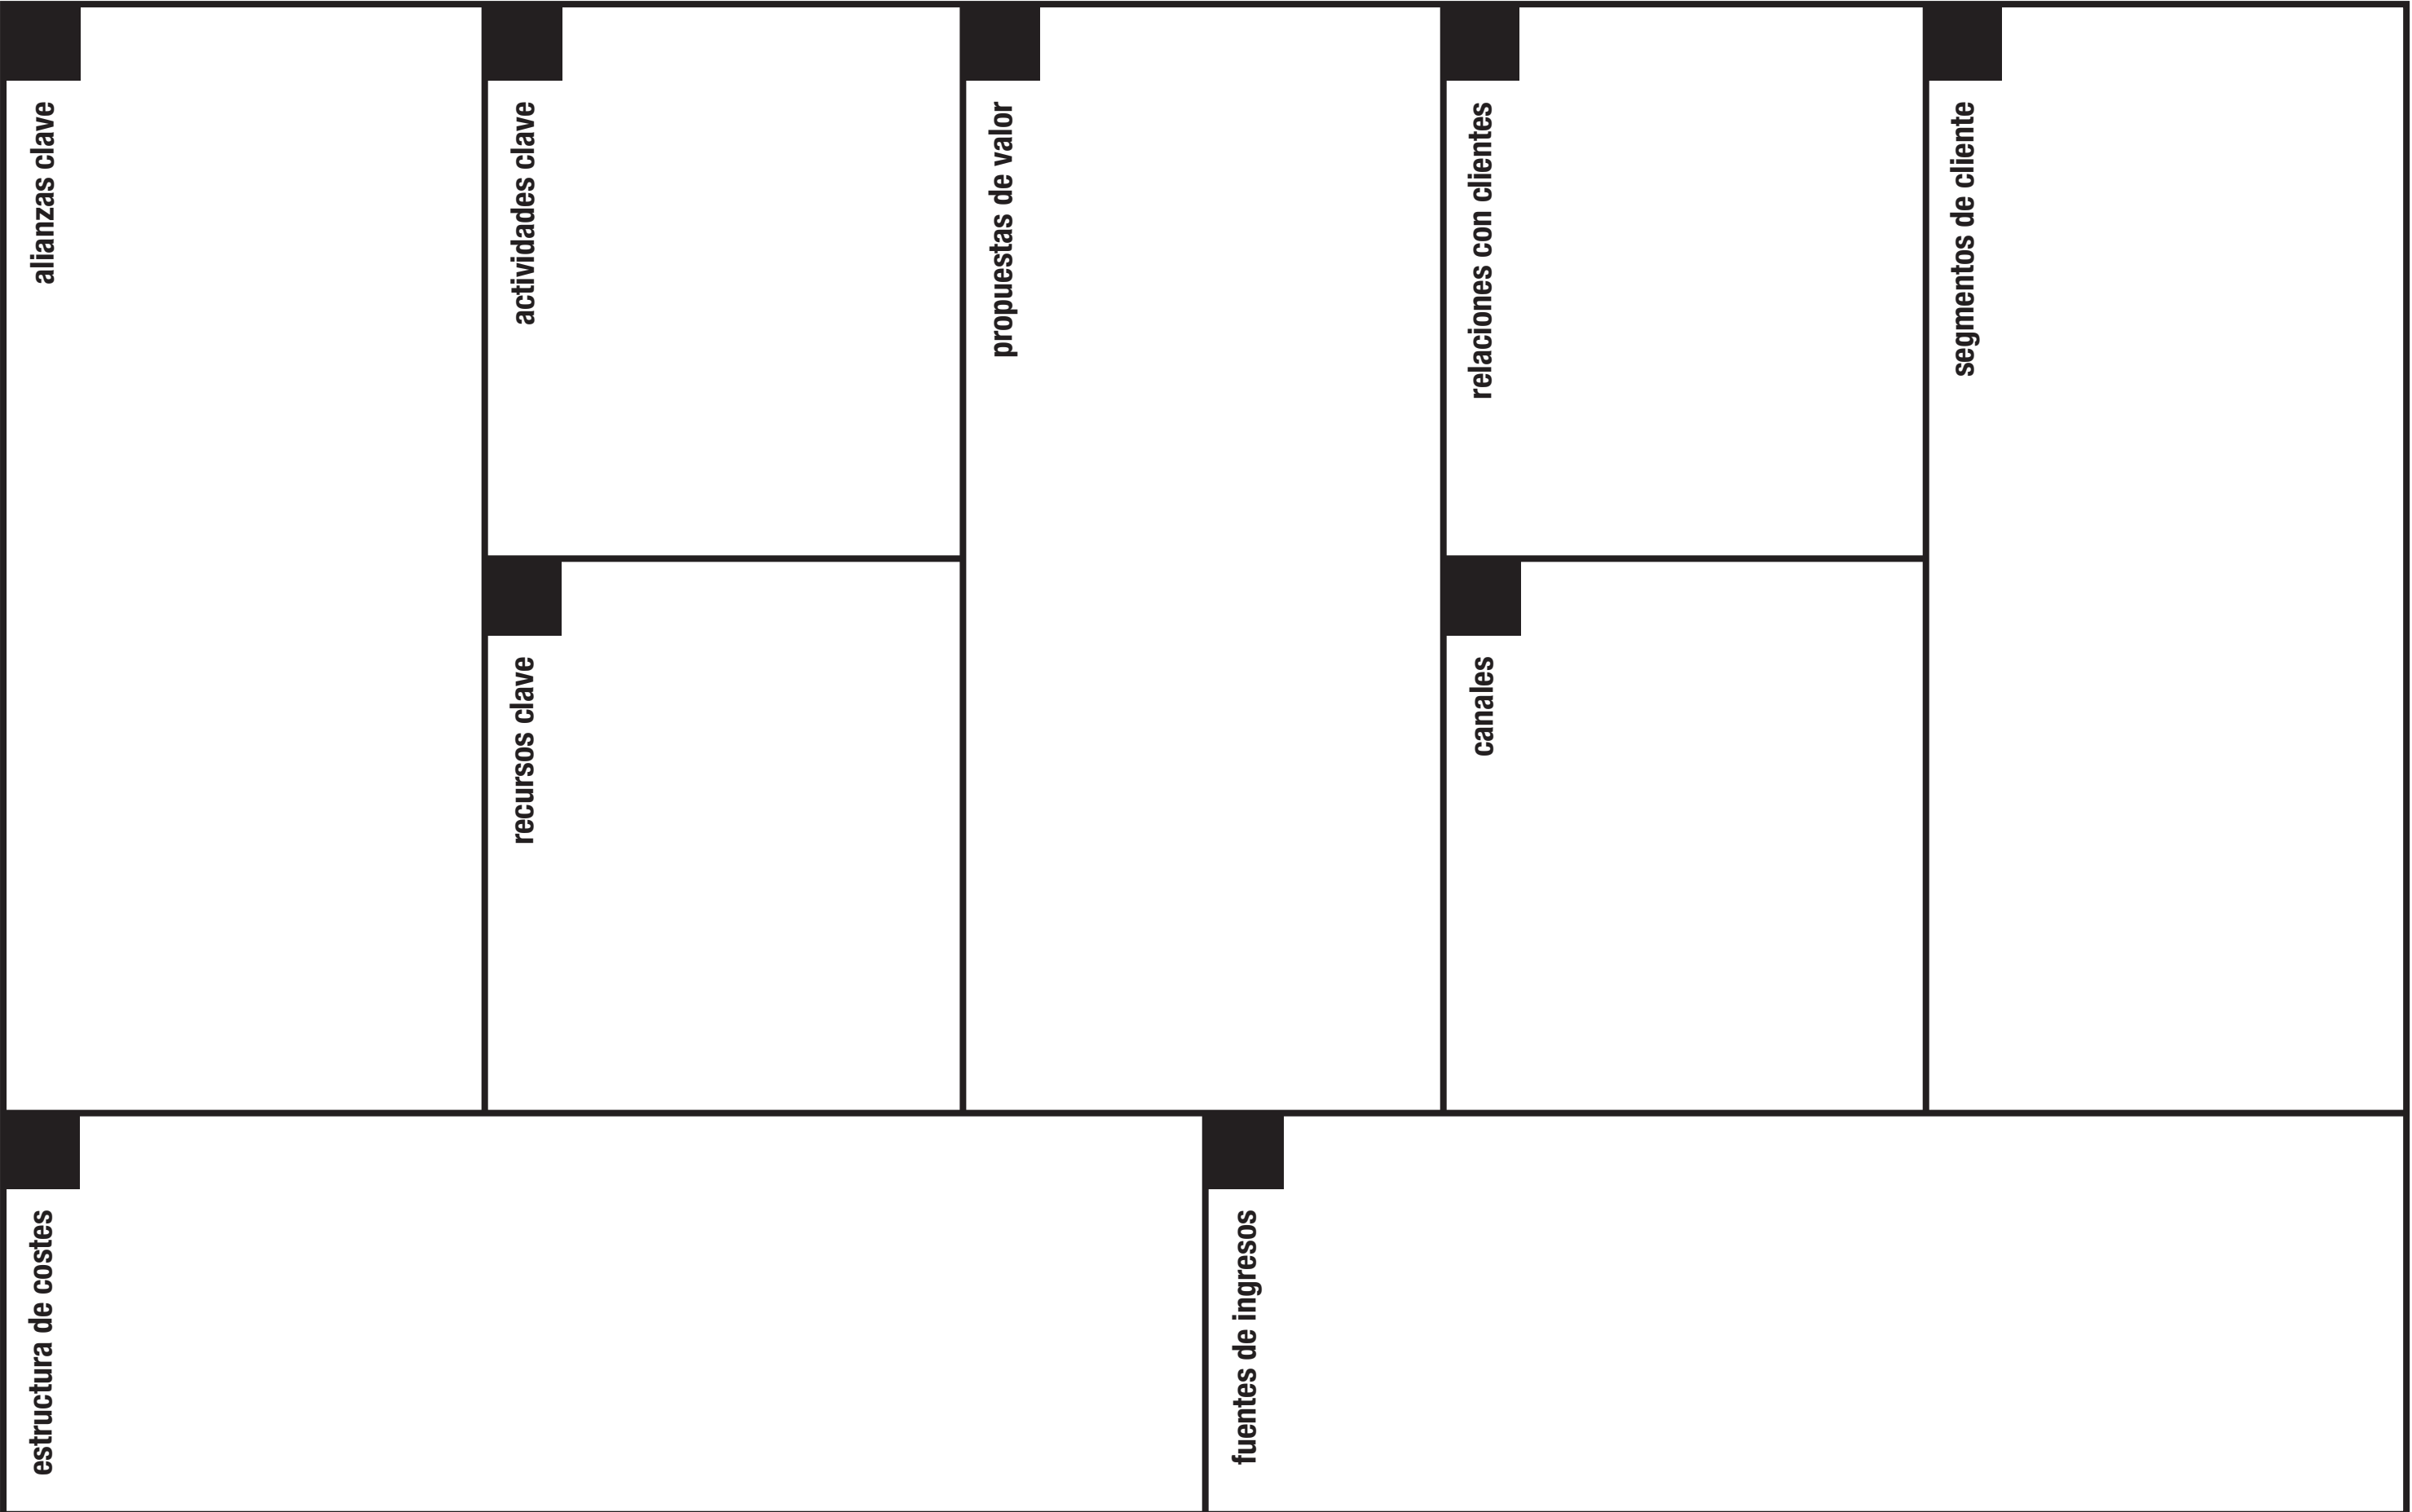 alianzas clave
actividades clave
recursos clave
propuestas de valor
relaciones con clientes
canales
segmentos de cliente
estructura de costes
fuentes de ingresos